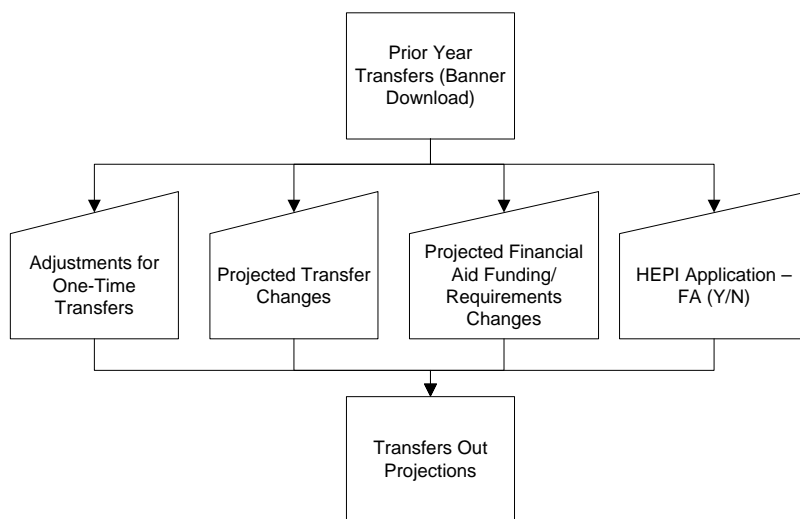 Prior Year
Transfers (Banner
Download)
Adjustments for
One-Time
Transfers
Projected Transfer
Changes
Projected Financial
Aid Funding/
Requirements
Changes
HEPI Application –
FA (Y/N)
Transfers Out
Projections